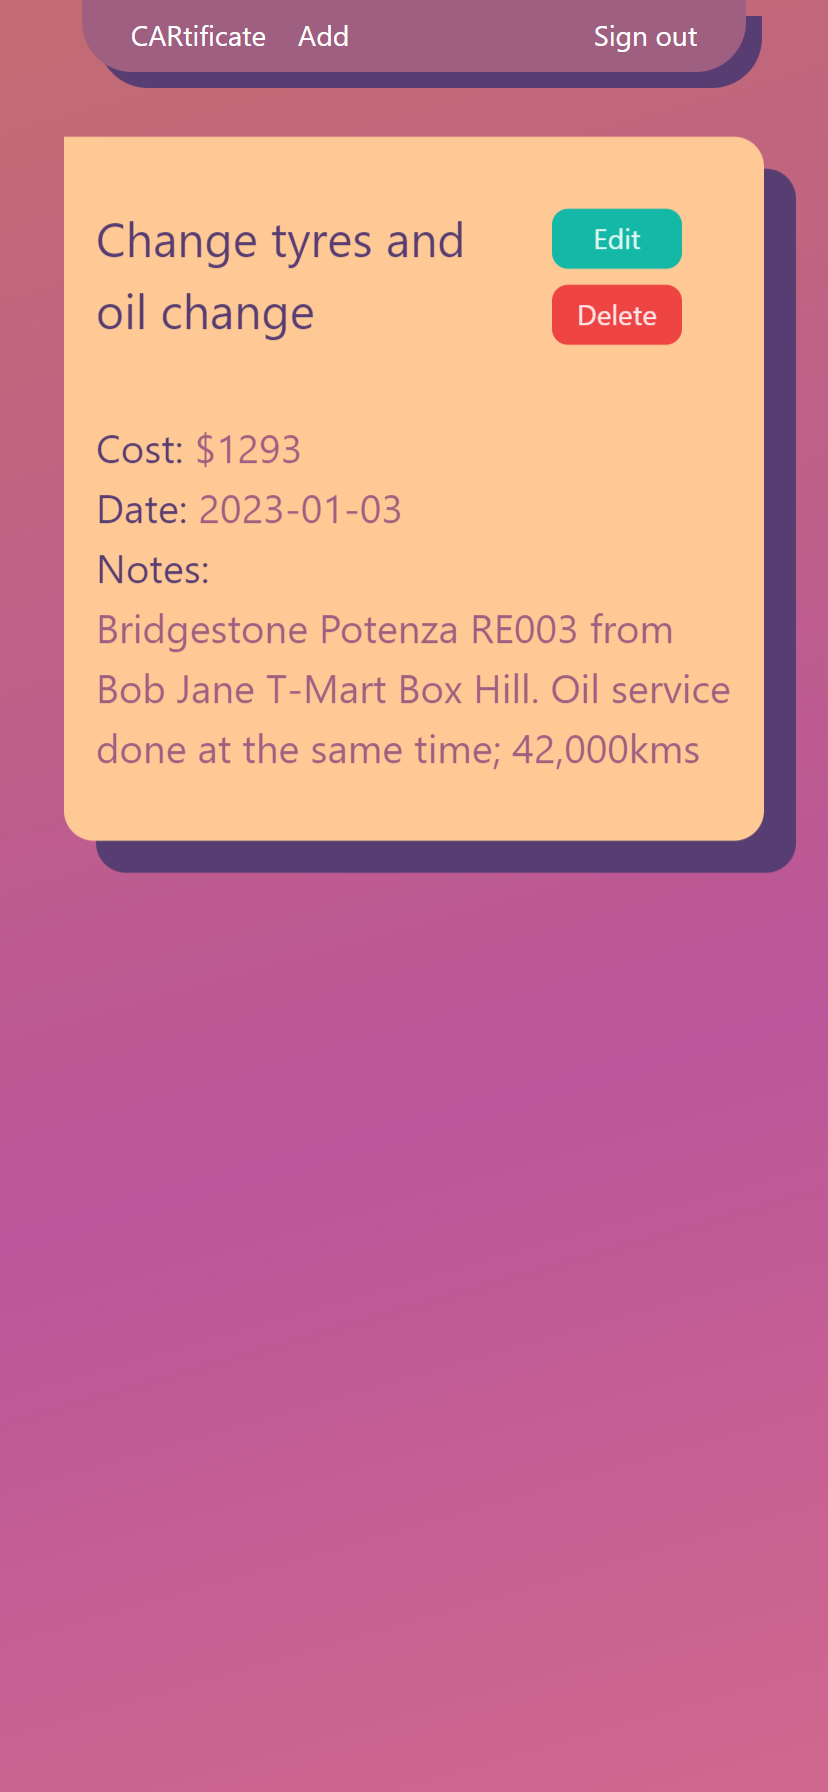 CARtificate Add Sign out
Change tyres and
oil change
Edit
Delete
Cost: $1293
Date: 2023-01-03
Notes:
Bridgestone Potenza RE003 from
Bob Jane T-Mart Box Hill. Oil service
done at the same time; 42,000kms